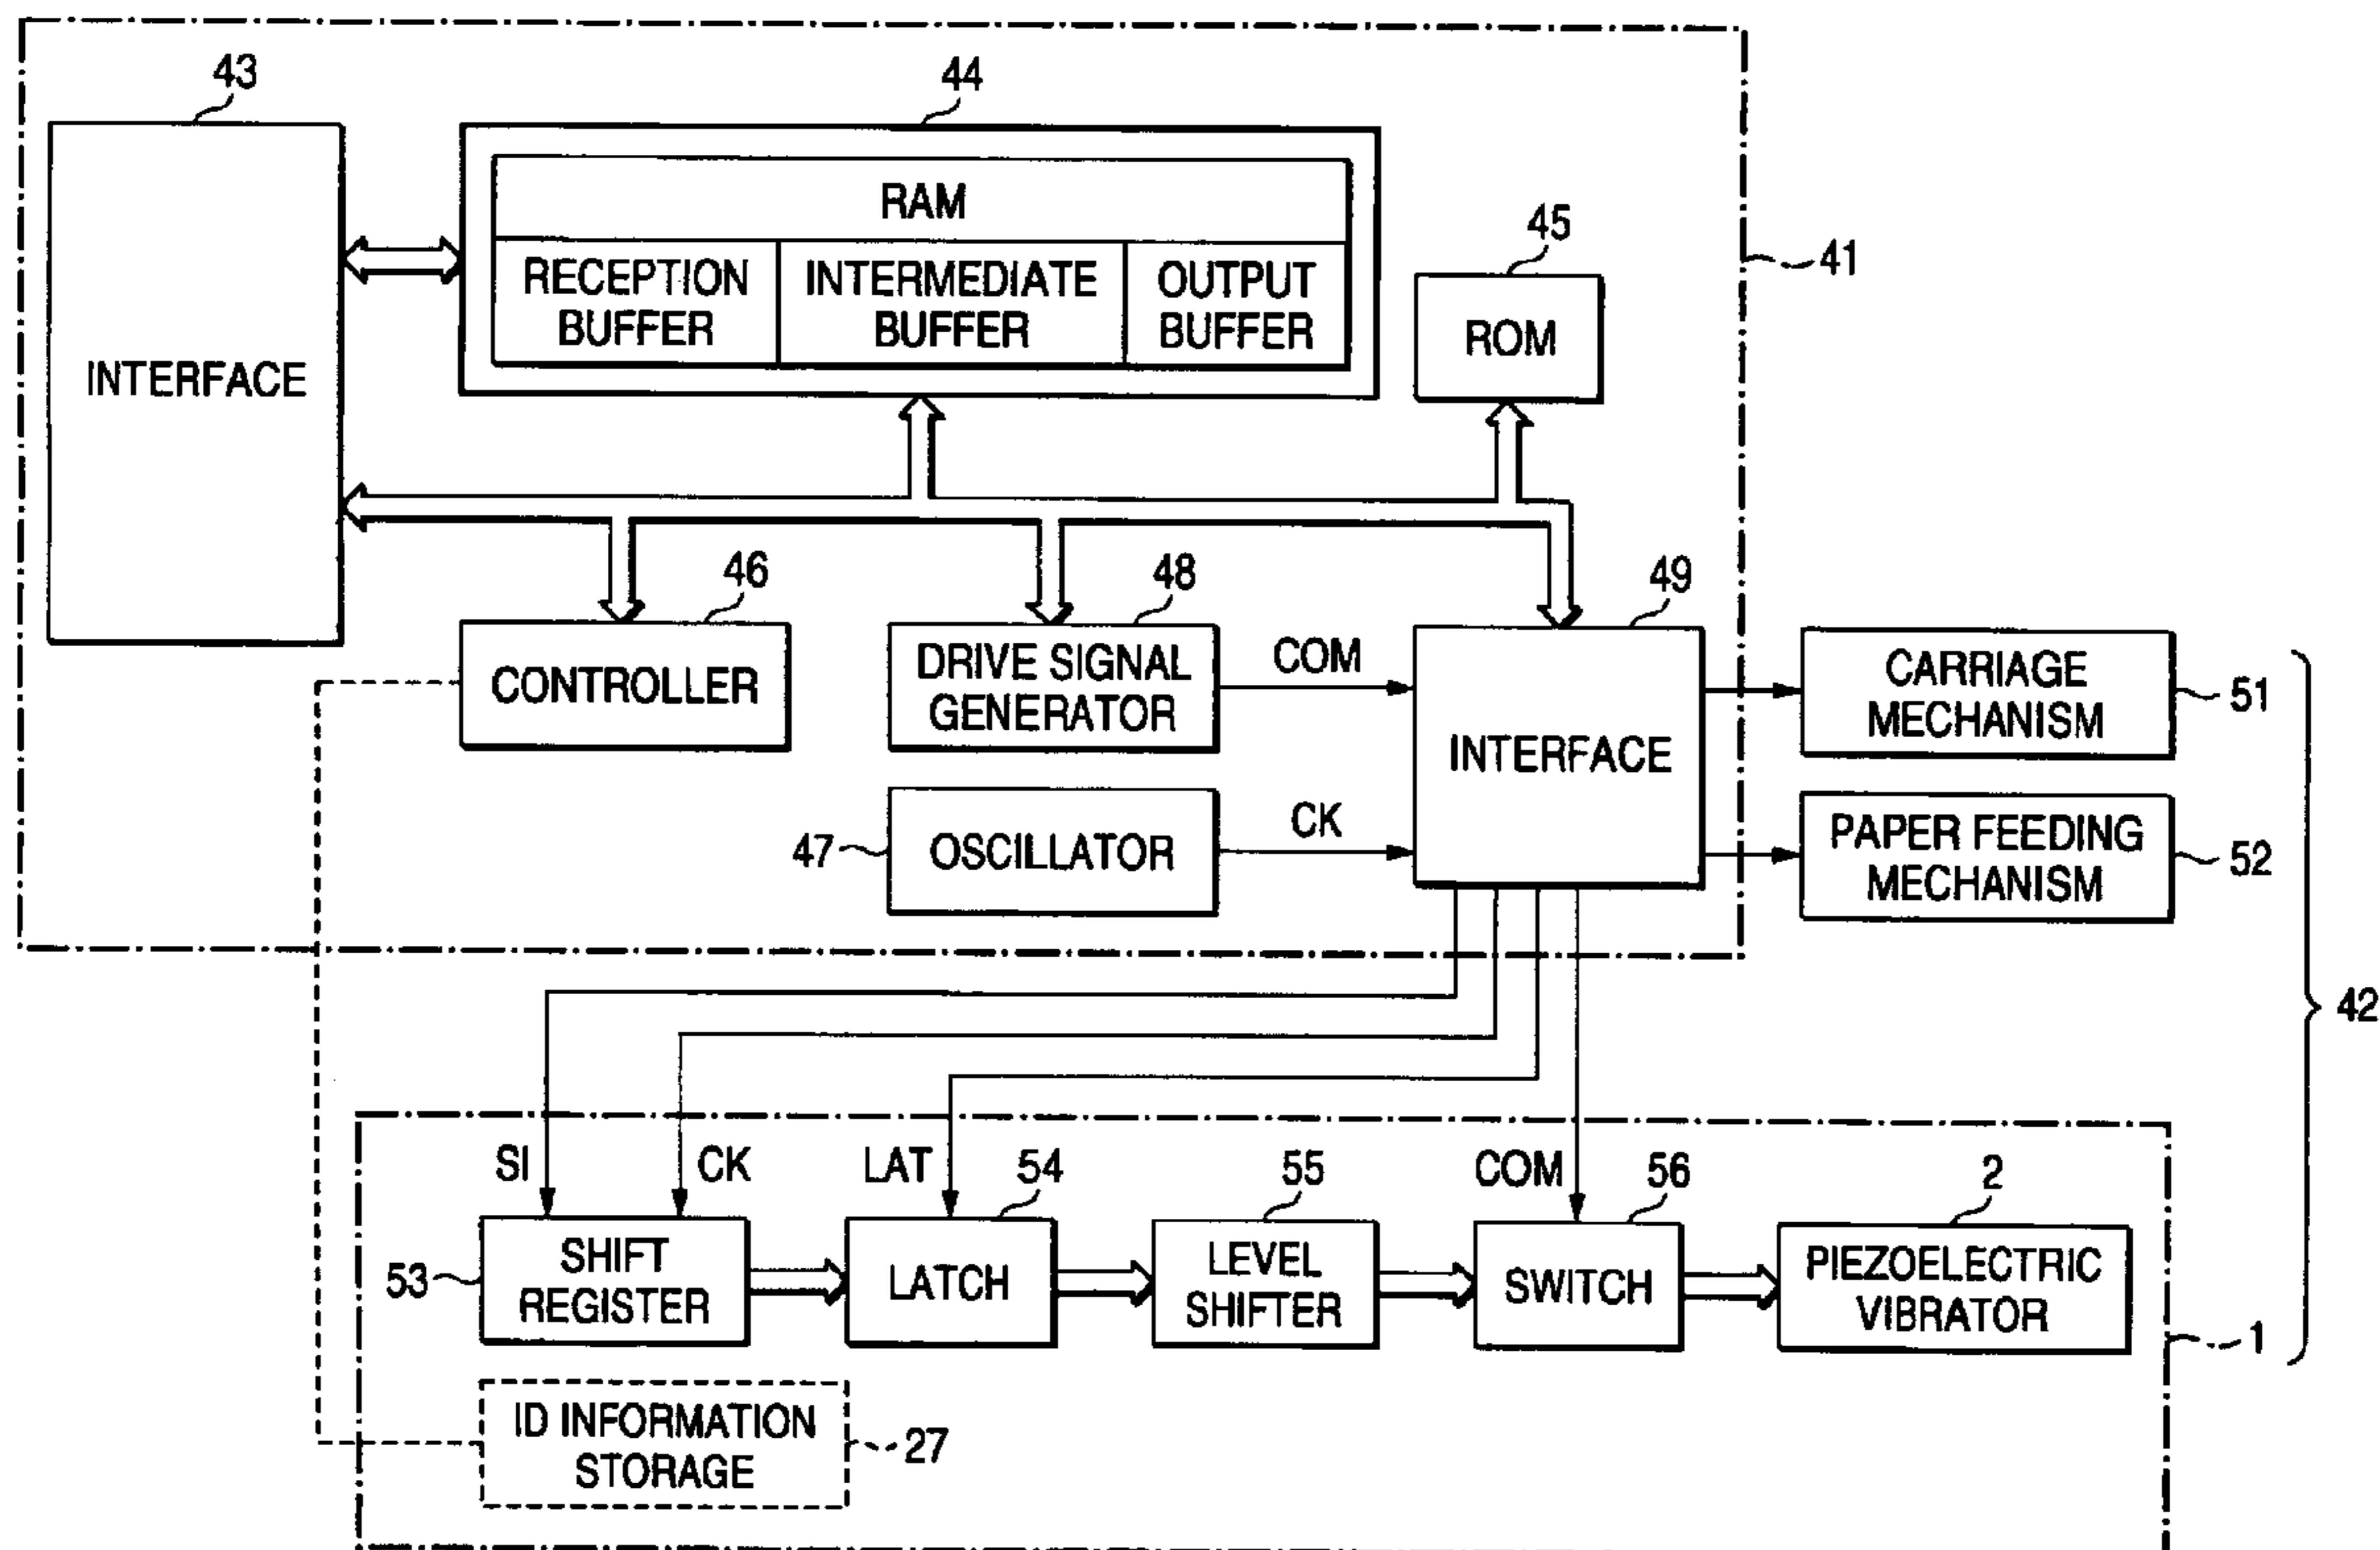 43
44
RAM
RECEPTION
BUFFER
INTERMEDIATE
BUFFER
OUTPUT
BUFFER
45
ROM
41
INTERFACE
46
CONTROLLER
48
DRIVE SIGNAL
GENERATOR
COM
49
INTERFACE
CARRIAGE
MECHANISM
51
47
OSCILLATOR
CK
PAPER FEEDING
MECHANISM
52
42
SI
CK
LAT
54
55
COM
56
2
53
SHIFT
REGISTER
LATCH
LEVEL
SHIFTER
SWITCH
PIEZOELECTRIC
VIBRATOR
1
ID INFORMATION
STORAGE
27